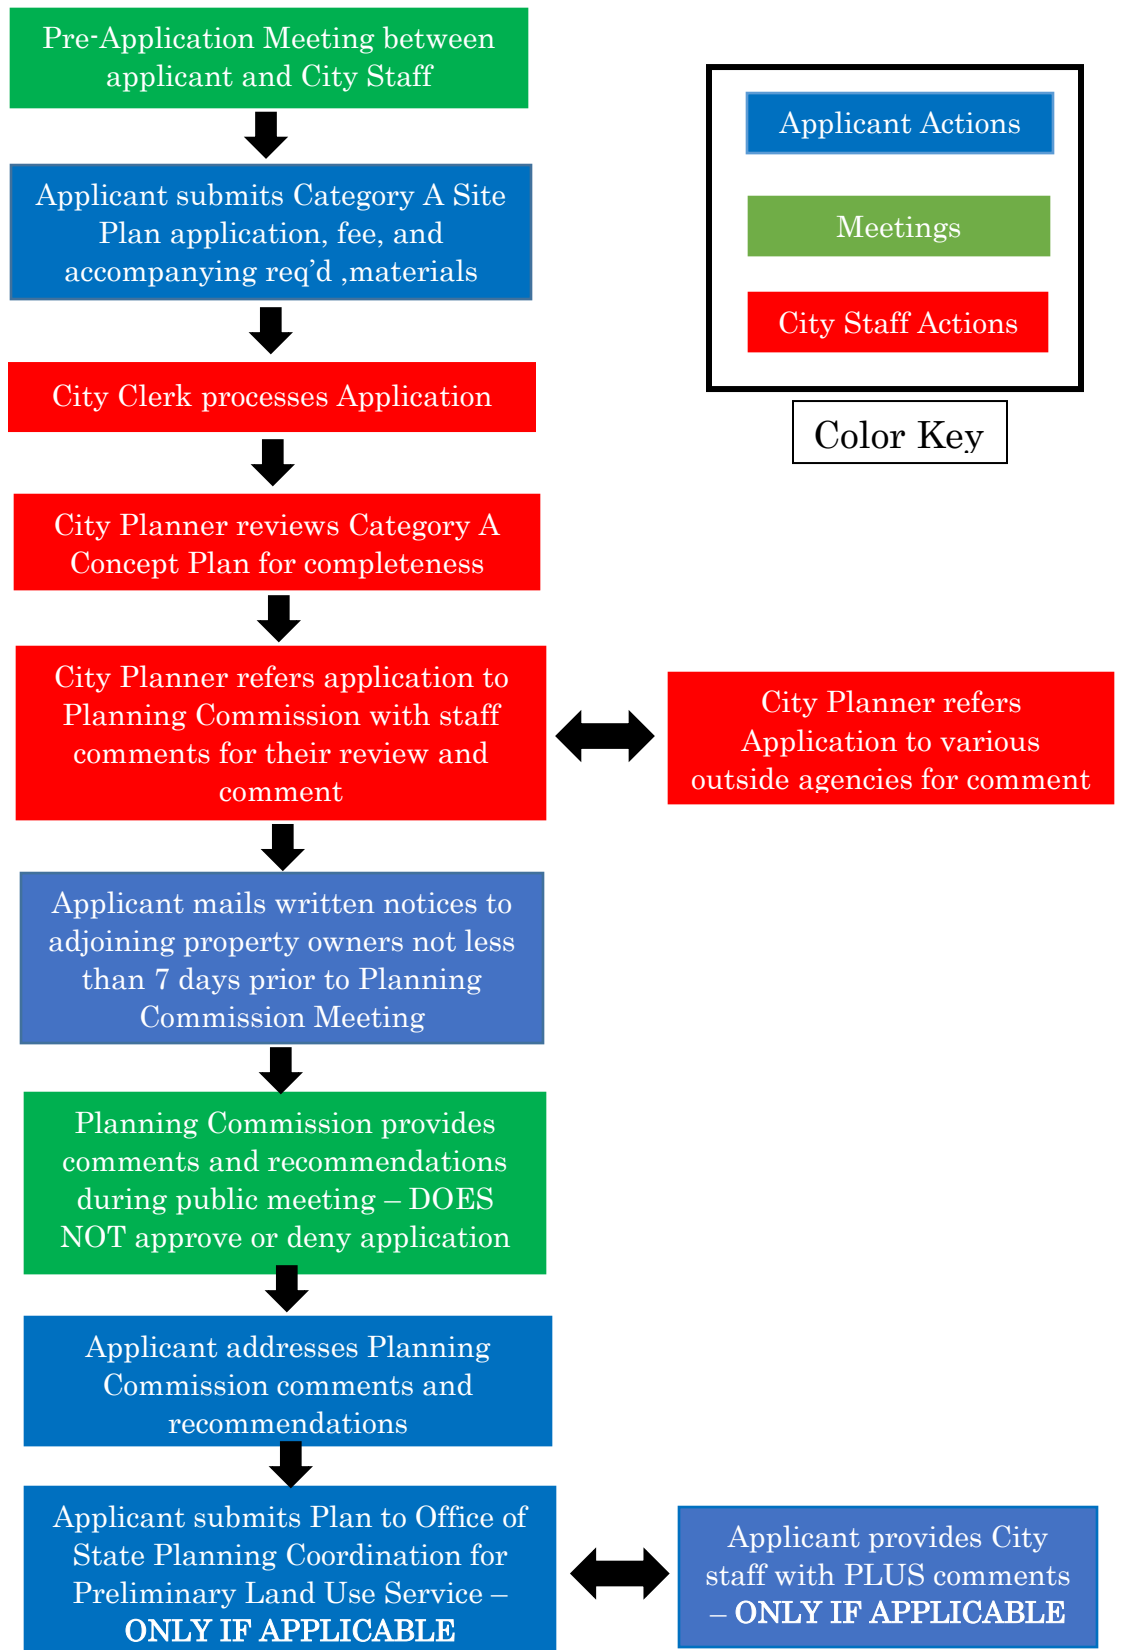 Pre-Application Meeting between
applicant and City Staff
Applicant Actions
Meetings
City Staff Actions
Color Key
Applicant submits Category A Site
Plan application, fee, and
accompanying req’d ,materials
City Clerk processes Application
City Planner reviews Category A
Concept Plan for completeness
City Planner refers application to
Planning Commission with staff
comments for their review and
comment
City Planner refers
Application to various
outside agencies for comment
Applicant mails written notices to
adjoining property owners not less
than 7 days prior to Planning
Commission Meeting
Planning Commission provides
comments and recommendations
during public meeting – DOES
NOT approve or deny application
Applicant addresses Planning
Commission comments and
recommendations
Applicant submits Plan to Office of
State Planning Coordination for
Preliminary Land Use Service –
ONLY IF APPLICABLE
Applicant provides City
staff with PLUS comments
– ONLY IF APPLICABLE